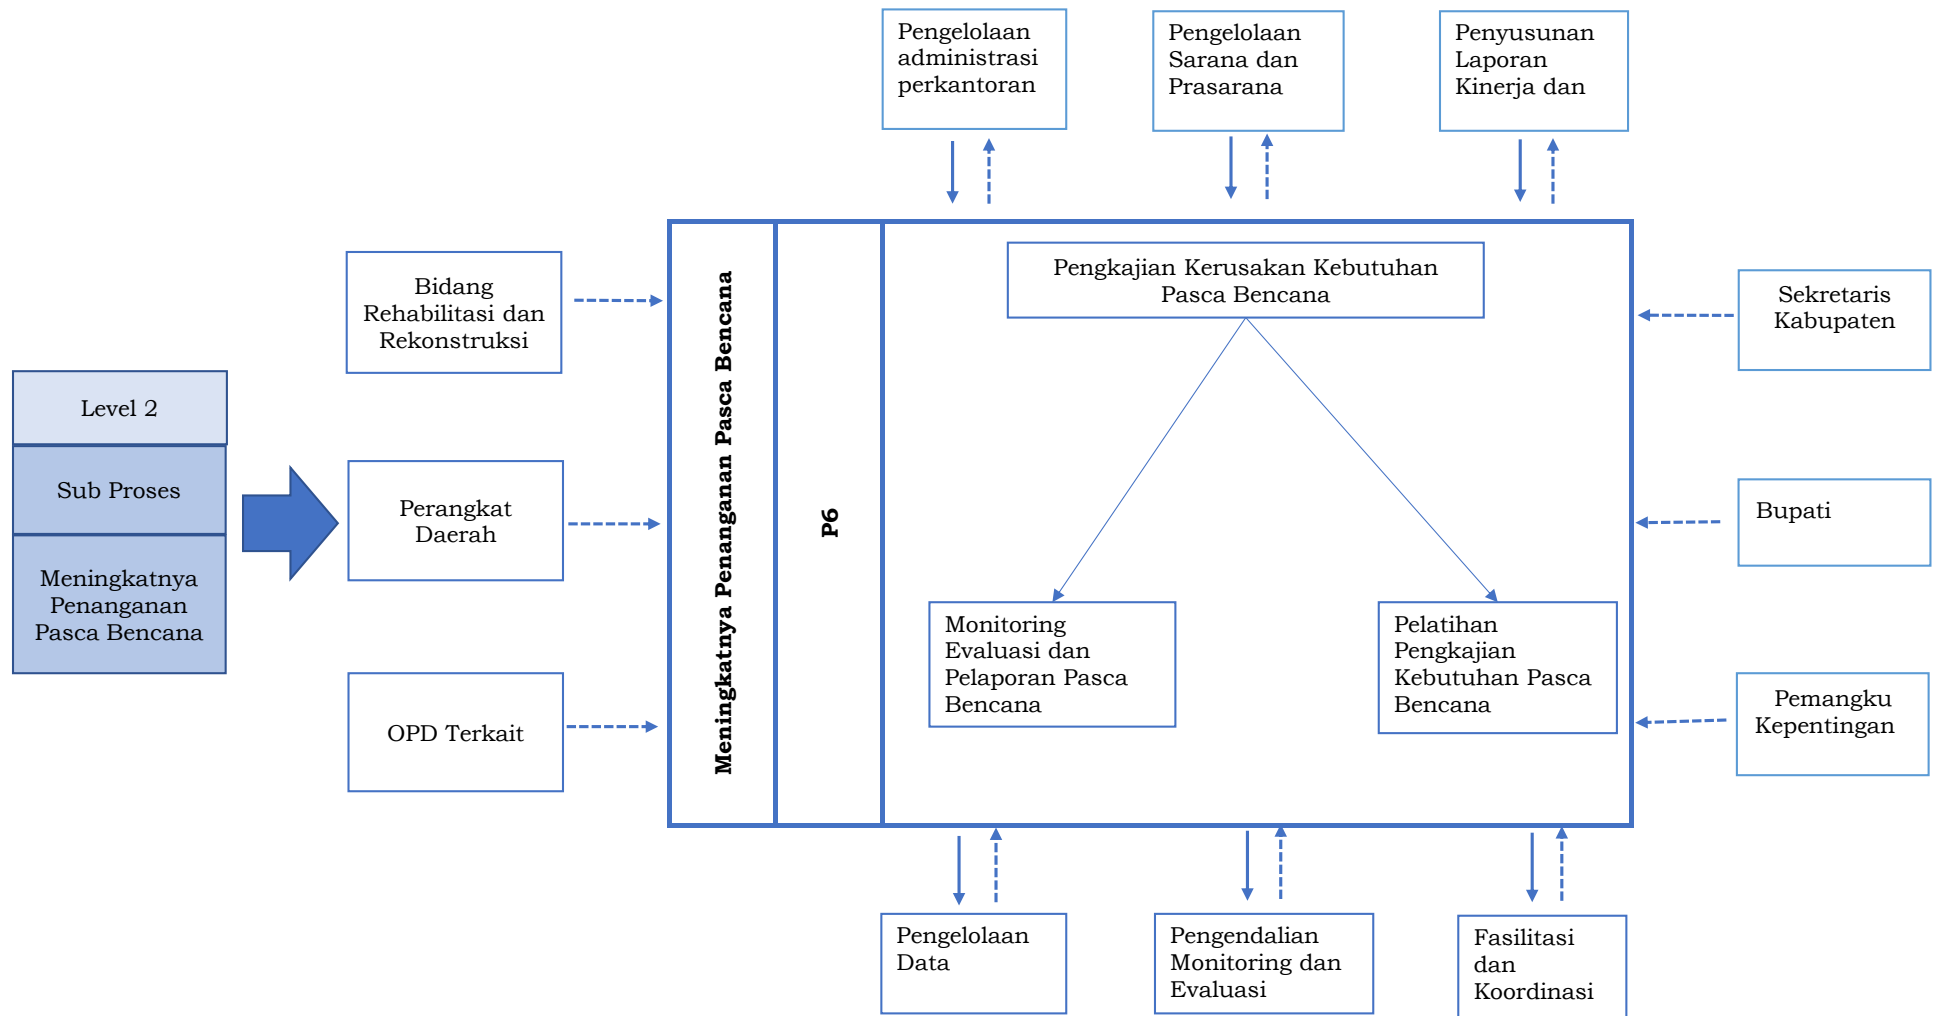 Pengelolaan
administrasi
perkantoran
Pengelolaan
Sarana dan
Prasarana
Penyusunan
Laporan
Kinerja dan
Level 2
Sub Proses
Meningkatnya
Penanganan
Pasca Bencana
Bidang
Rehabilitasi dan
Rekonstruksi
Perangkat
Daerah
OPD Terkait
Meningkatnya Penanganan Pasca Bencana
P6
Pengkajian Kerusakan Kebutuhan
Pasca Bencana
Monitoring
Evaluasi dan
Pelaporan Pasca
Bencana
Pelatihan
Pengkajian
Kebutuhan Pasca
Bencana
Sekretaris
Kabupaten
Bupati
Pemangku
Kepentingan
Pengelolaan
Data
Pengendalian
Monitoring dan
Evaluasi
Fasilitasi
dan
Koordinasi